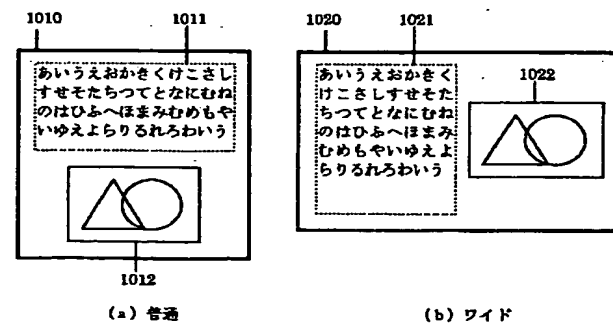 1010
1011
あいうえおかきくけこさし
すせそたちつてとなにむね
のはひふへほまみむめもや
いゆえよらりるれろわいう
1012
(a) 普通
1020
1021
あいうえおかきく
けこさしすせそた
ちつてとなにむね
のはひふへほまみ
むめもやいゆえよ
らりるれろわいう
1022
(b) ワイド